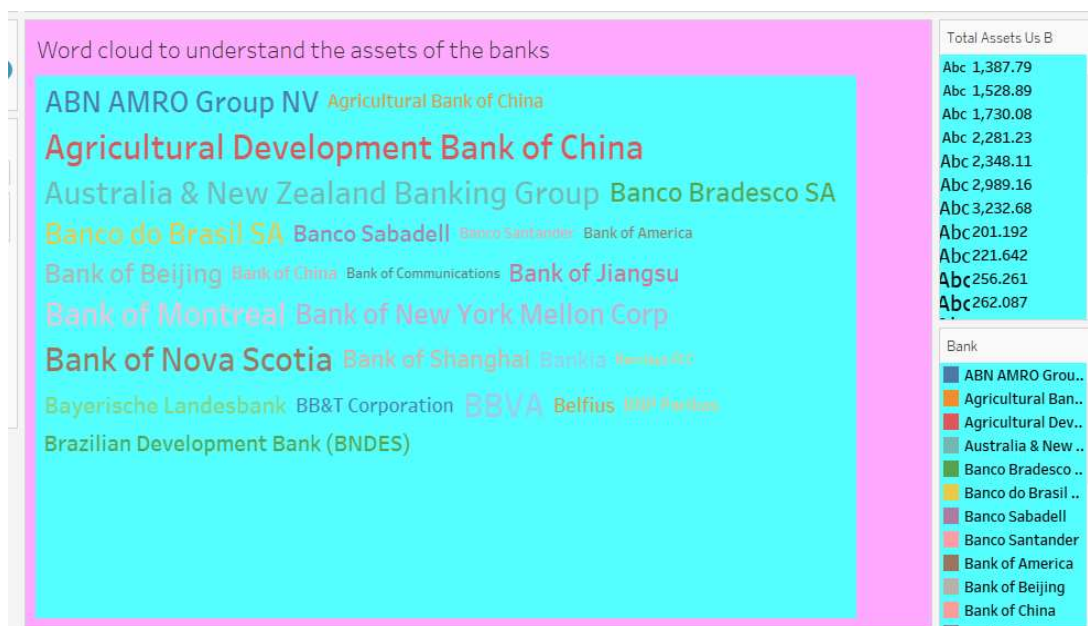 Word cloud to understand the assets of the banks
ABN AMRO Group NV Agricultural Bank of China
Agricultural Development Bank of China
Australia & New Zealand Banking Group Banco Bradesco SA
Banco do Brasil SA Banco Sabadell Banco Santander Bank of America
Bank of Beijing Bank of China Bank of Communications Bank of Jiangsu
Bank of Montreal Bank of New York Mellon Corp
Bank of Nova Scotia Bank of Shanghai Bankia Barclays PLC
Bayerische Landesbank BB&T Corporation BBVA Belfius BNP Paribas
Brazilian Development Bank (BNDES)
Total Assets Us B
Abc 1,387.79
Abc 1,528.89
Abc 1,730.08
Abc 2,281.23
Abc 2,348.11
Abc 2,989.16
Abc 3,232.68
Abc 201.192
Abc 221.642
Abc 256.261
Abc 262.087
Bank
ABN AMRO Grou..
Agricultural Ban..
Agricultural Dev..
Australia & New ..
Banco Bradesco ..
Banco do Brasil ..
Banco Sabadell
Banco Santander
Bank of America
Bank of Beijing
Bank of China